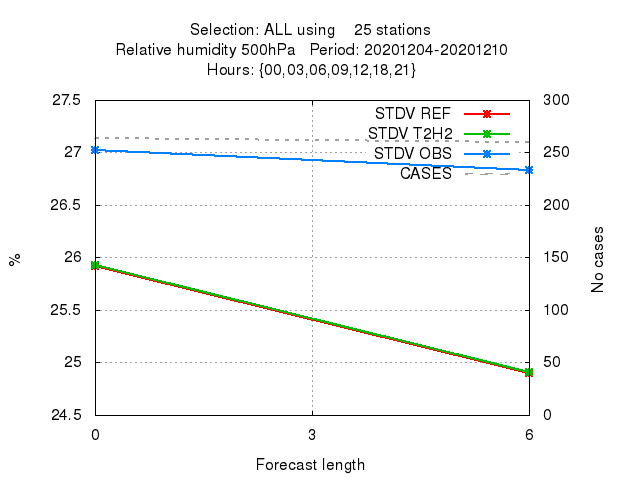 Selection: ALL using    25 stations
Relative humidity 500hPa   Period: 20201204-20201210
Hours: {00,03,06,09,12,18,21}
27.5 300
STDV REF
STDV T2H2
STDV OBS
27 250
CASES
26.5 200
26 150
%
No cases
25.5 100
25 50
24.5 0
0 3 6
Forecast length